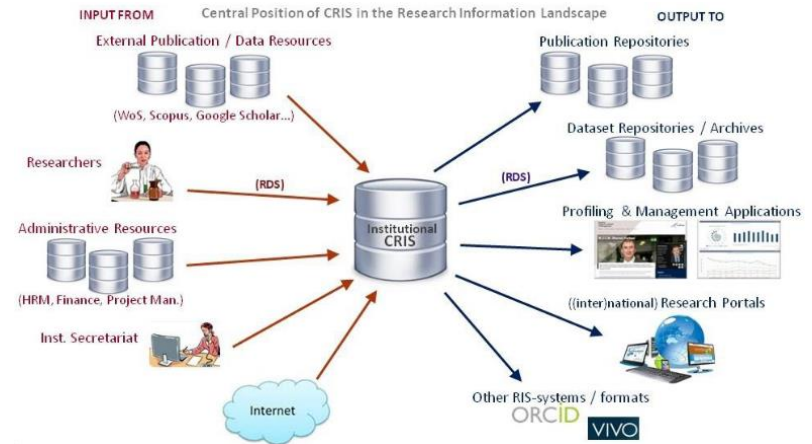 INPUT FROM
Central Position of CRIS in the Research Information Landscape
OUTPUT TO
External Publication / Data Resources
(WoS, Scopus, Google Scholar...)
Researchers
(RDS)
Administrative Resources
(HRM, Finance, Project Man.)
Inst. Secretariat
Internet
Institutional
CRIS
Publication Repositories
Dataset Repositories / Archives
(RDS)
Profiling & Management Applications
((inter)national) Research Portals
Other RIS-systems / formats
ORCID
VIVO